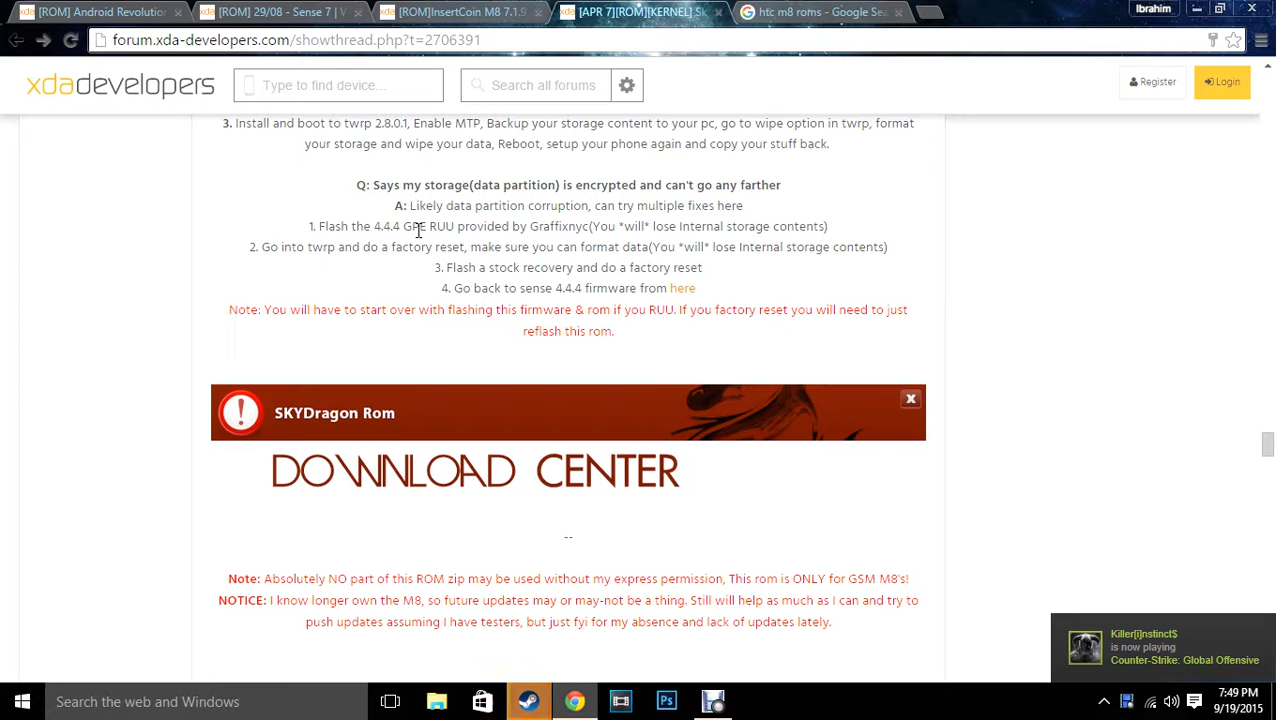 [ROM] Android Revolution
[ROM] 29/08 - Sense 7 | V
[ROM]InsertCoin M8 7.1.9
[APR 7][ROM][KERNEL] Sk
htc m8 roms - Google Sea
Ibrahim
forum.xda-developers.com/showthread.php?t=2706391
xda developers
Type to find device...
Search all forums
Register
Login
3. Install and boot to twrp 2.8.0.1, Enable MTP, Backup your storage content to your pc, go to wipe option in twrp, format
your storage and wipe your data, Reboot, setup your phone again and copy your stuff back.
Q: Says my storage(data partition) is encrypted and can't go any farther
A: Likely data partition corruption, can try multiple fixes here
1. Flash the 4.4.4 GPE RUU provided by Graffixnyc(You *will* lose Internal storage contents)
2. Go into twrp and do a factory reset, make sure you can format data(You *will* lose Internal storage contents)
3. Flash a stock recovery and do a factory reset
4. Go back to sense 4.4.4 firmware from here
Note: You will have to start over with flashing this firmware & rom if you RUU. If you factory reset you will need to just
reflash this rom.
SKYDragon Rom
DOWNLOAD CENTER
--
Note: Absolutely NO part of this ROM zip may be used without my express permission, This rom is ONLY for GSM M8's!
NOTICE: I know longer own the M8, so future updates may or may-not be a thing. Still will help as much as I can and try to
push updates assuming I have testers, but just fyi for my absence and lack of updates lately.
Killer[i]nstinct$
is now playing
Counter-Strike: Global Offensive
Search the web and Windows
Ps
7:49 PM
9/19/2015